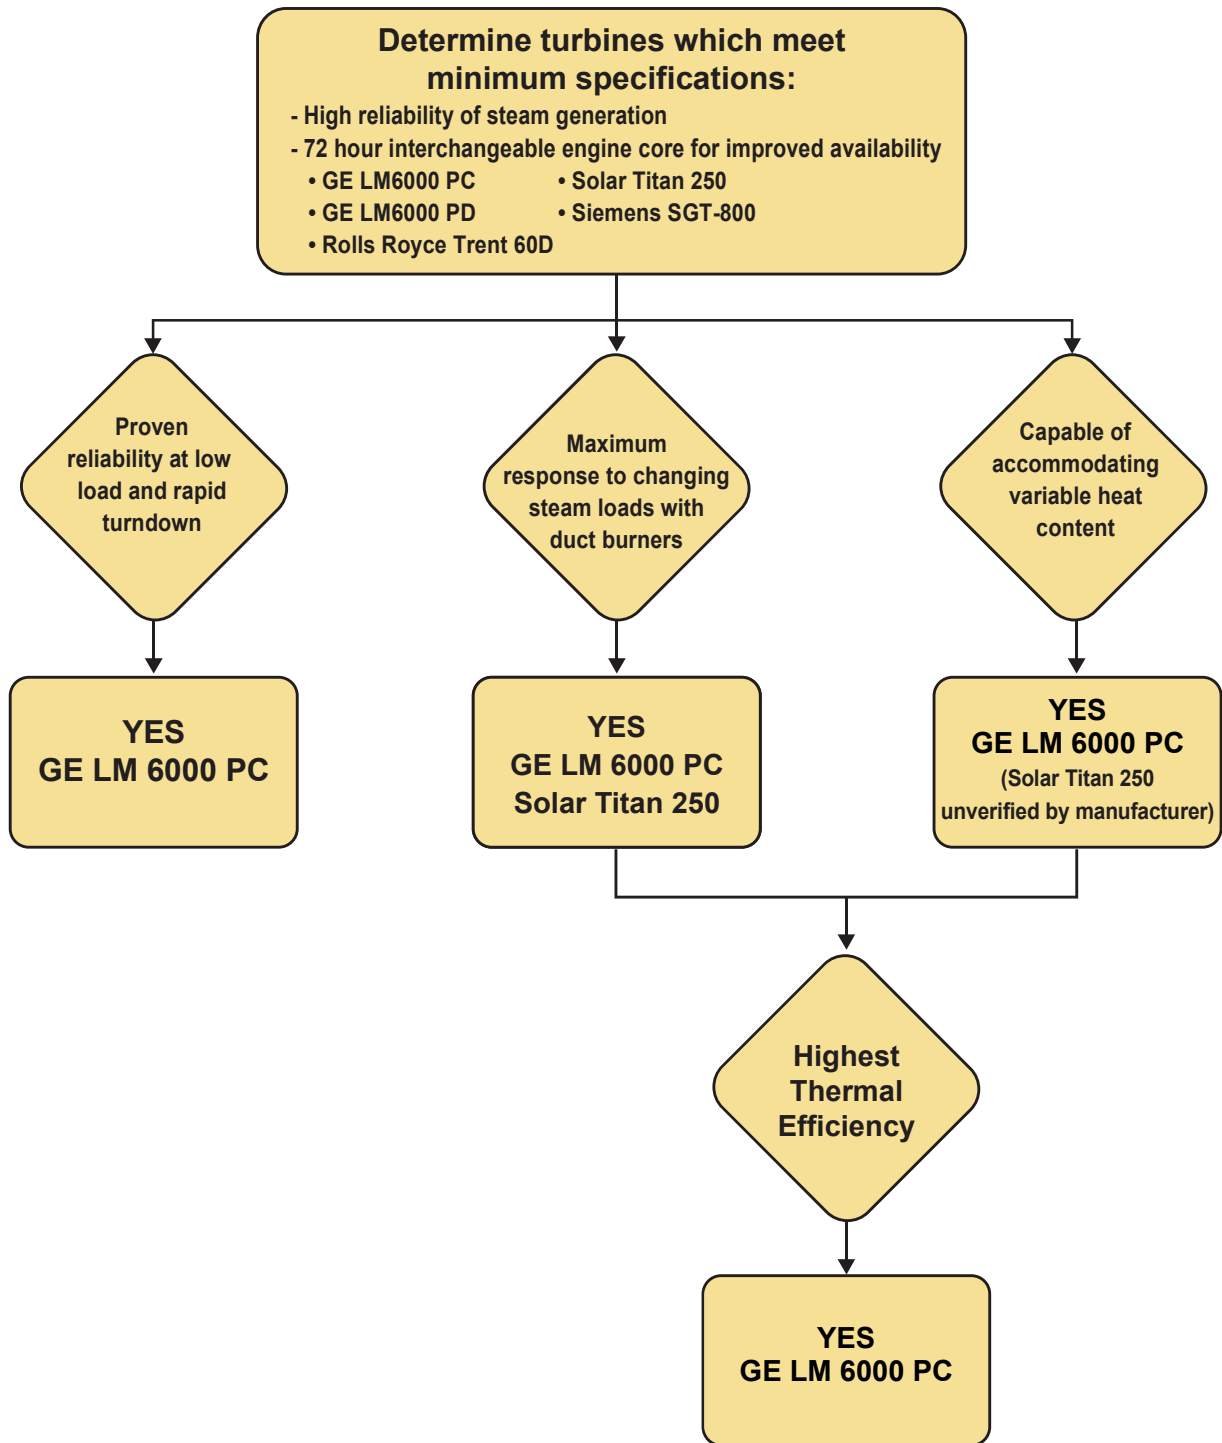 Determine turbines which meet
minimum specifications:
- High reliability of steam generation
- 72 hour interchangeable engine core for improved availability
• GE LM6000 PC • Solar Titan 250
• GE LM6000 PD • Siemens SGT-800
• Rolls Royce Trent 60D
Proven
reliability at low
load and rapid
turndown
Maximum
response to changing
steam loads with
duct burners
Capable of
accommodating
variable heat
content
YES
GE LM 6000 PC
YES
GE LM 6000 PC
Solar Titan 250
YES
GE LM 6000 PC
(Solar Titan 250
unverified by manufacturer)
Highest
Thermal
Efficiency
YES
GE LM 6000 PC